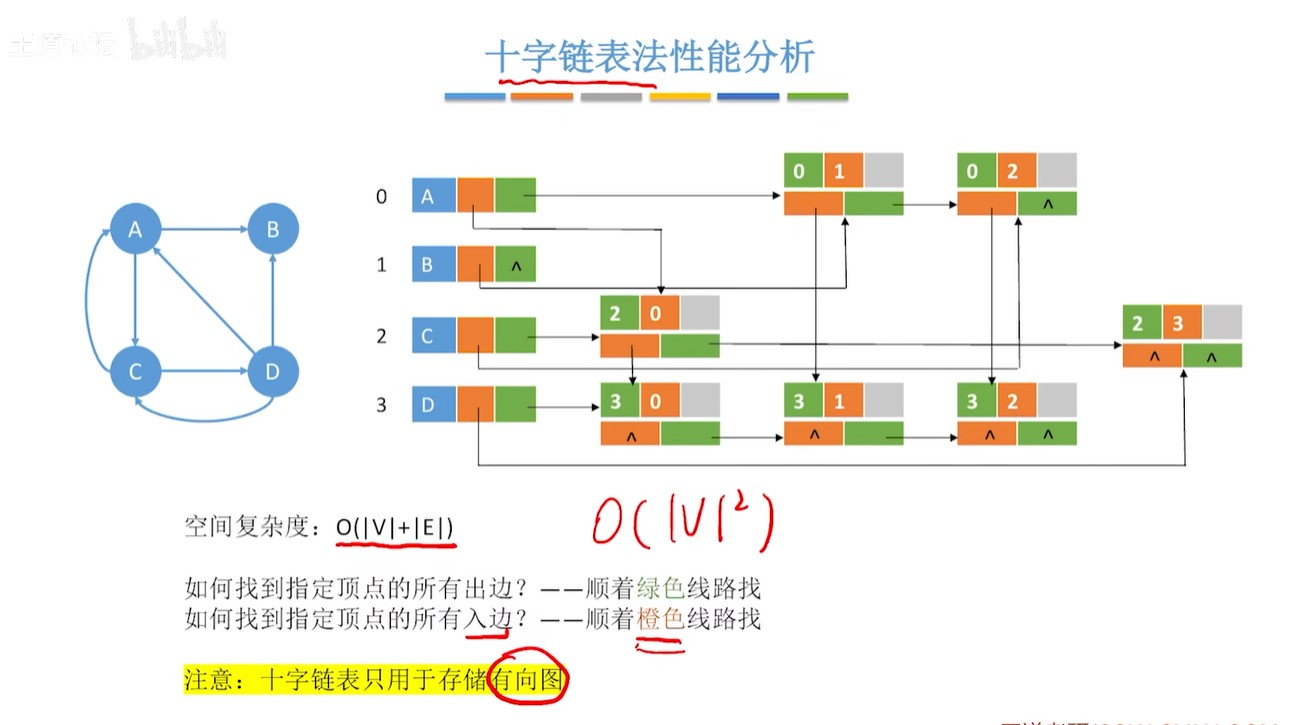 bilibili
十字链表法性能分析
0 1
0 2
0 A
A
B
1 B ^
^
2 0
2 3
2 C
^ ^
C
D
3 D
3 0
3 1
3 2
^
^
^ ^
空间复杂度：O(|V|+|E|)
O(|V|²)
如何找到指定顶点的所有出边？——顺着绿色线路找
如何找到指定顶点的所有入边？——顺着橙色线路找
注意：十字链表只用于存储有向图